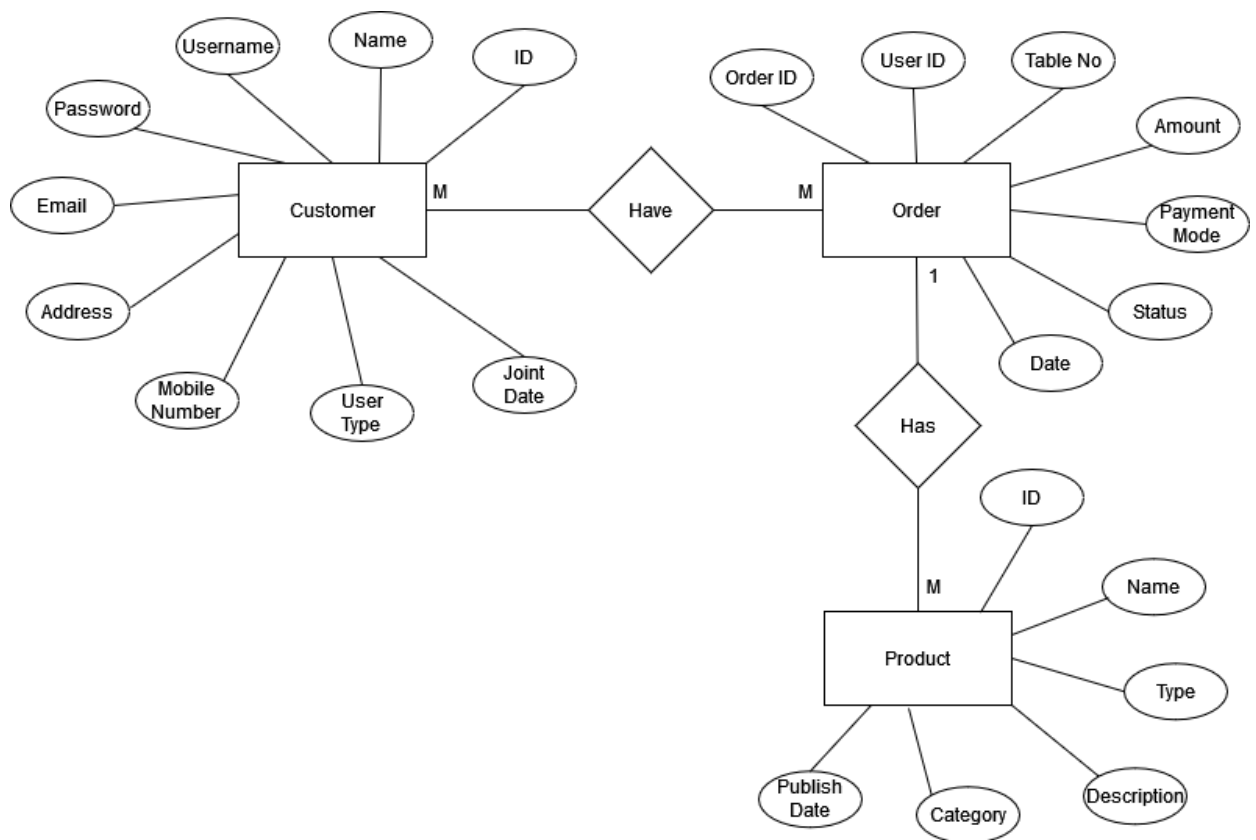 Username
Name
ID
Password
Email
Address
Mobile
Number
User
Type
Joint
Date
Customer
M
Have
M
Order ID
User ID
Table No
Amount
Payment
Mode
Status
Date
Order
1
Has
M
ID
Name
Type
Description
Category
Publish
Date
Product